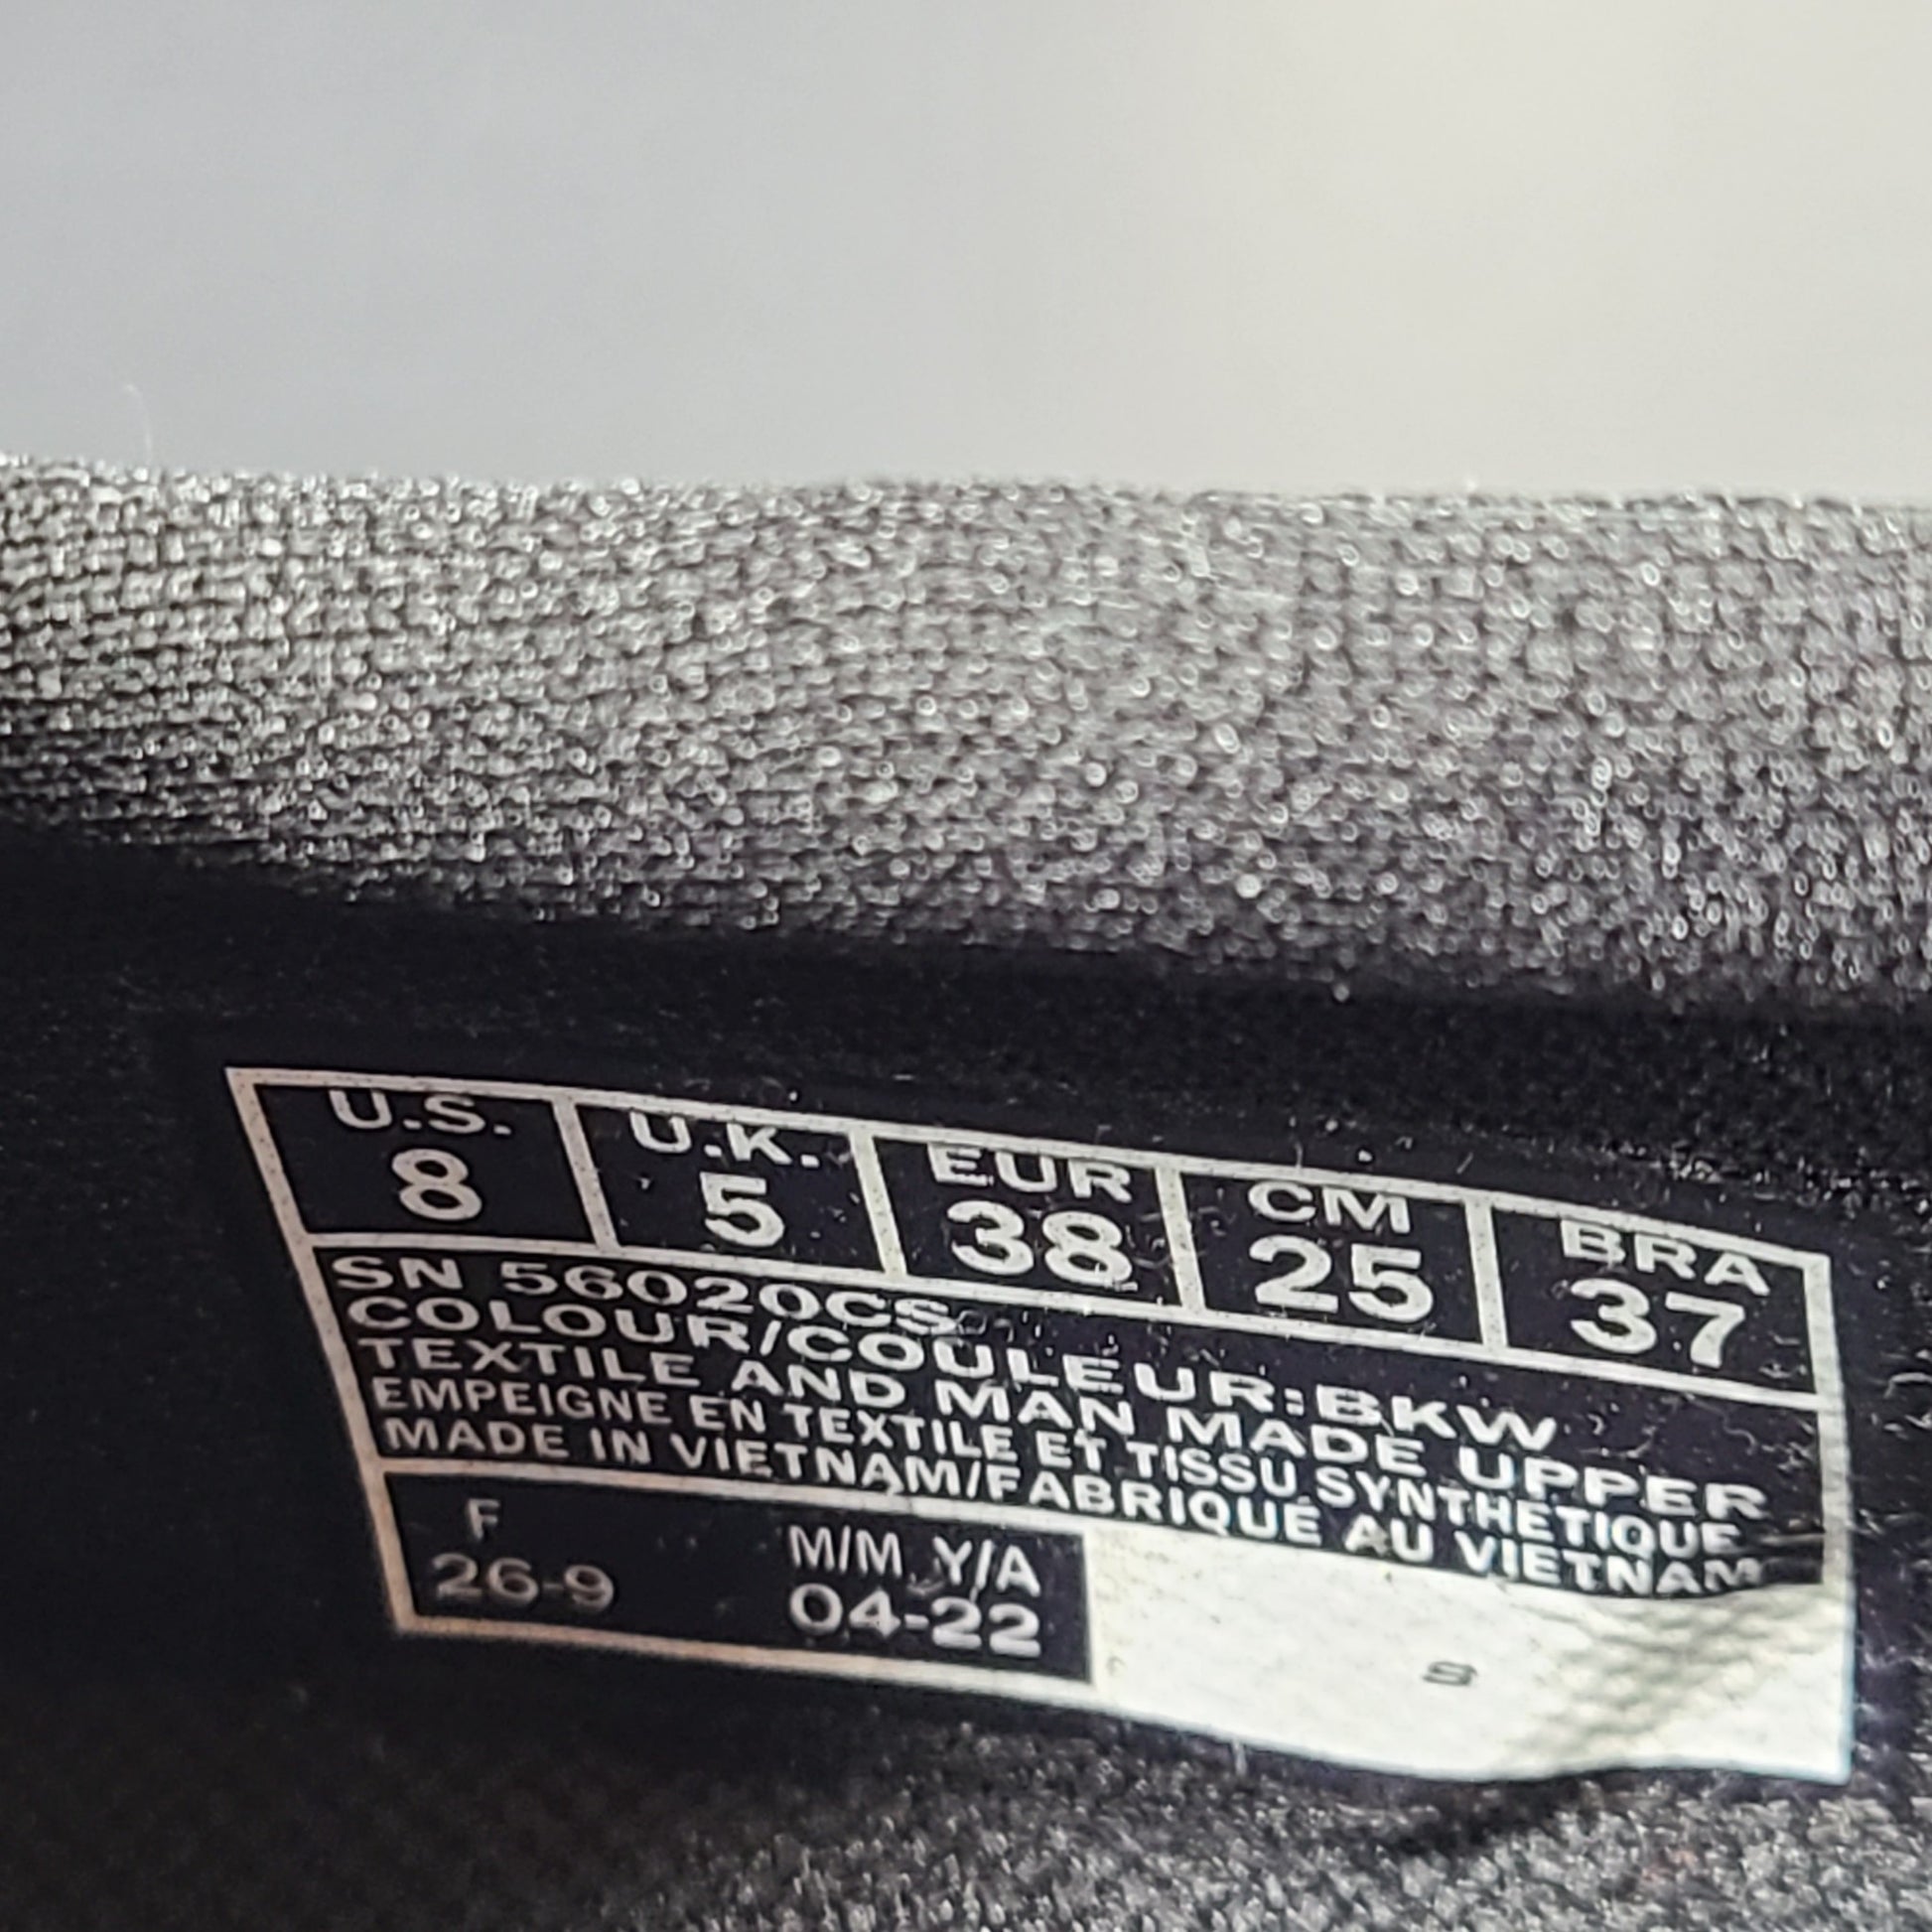 U.S. U.K. EUR CM BRA
8 5 38 25 37
SN 56020CS
COLOUR/COULEUR:BKW
TEXTILE AND MAN MADE UPPER
EMPEIGNE EN TEXTILE ET TISSU SYNTHÉTIQUE
MADE IN VIETNAM/FABRIQUÉ AU VIETNAM
F M/M Y/A
26-9 04-22
S